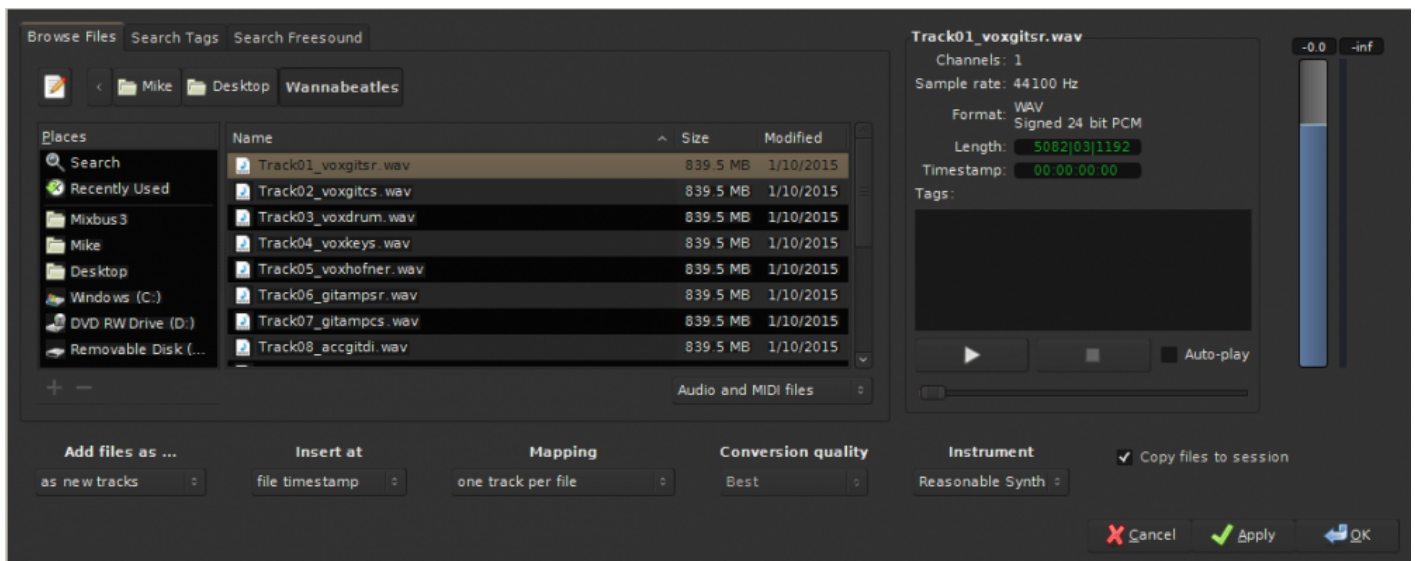 Browse Files Search Tags Search Freesound
Mike Desktop Wannabeatles
Places
Search
Recently Used
Mixbus3
Mike
Desktop
Windows (C:)
DVD RW Drive (D:)
Removable Disk (...
Name Size Modified
Track01_voxgitsr.wav 839.5 MB 1/10/2015
Track02_voxgitcs.wav 839.5 MB 1/10/2015
Track03_voxdrum.wav 839.5 MB 1/10/2015
Track04_voxkeys.wav 839.5 MB 1/10/2015
Track05_voxhofner.wav 839.5 MB 1/10/2015
Track06_gitampsr.wav 839.5 MB 1/10/2015
Track07_gitampcs.wav 839.5 MB 1/10/2015
Track08_accgitdi.wav 839.5 MB 1/10/2015
Audio and MIDI files
Track01_voxgitsr.wav
Channels: 1
Sample rate: 44100 Hz
Format: WAV
Signed 24 bit PCM
Length: 5082|03|1192
Timestamp: 00:00:00:00
Tags:
Auto-play
-0.0 -inf
Add files as ... Insert at Mapping Conversion quality Instrument
as new tracks file timestamp one track per file Best Reasonable Synth
Copy files to session
Cancel Apply OK